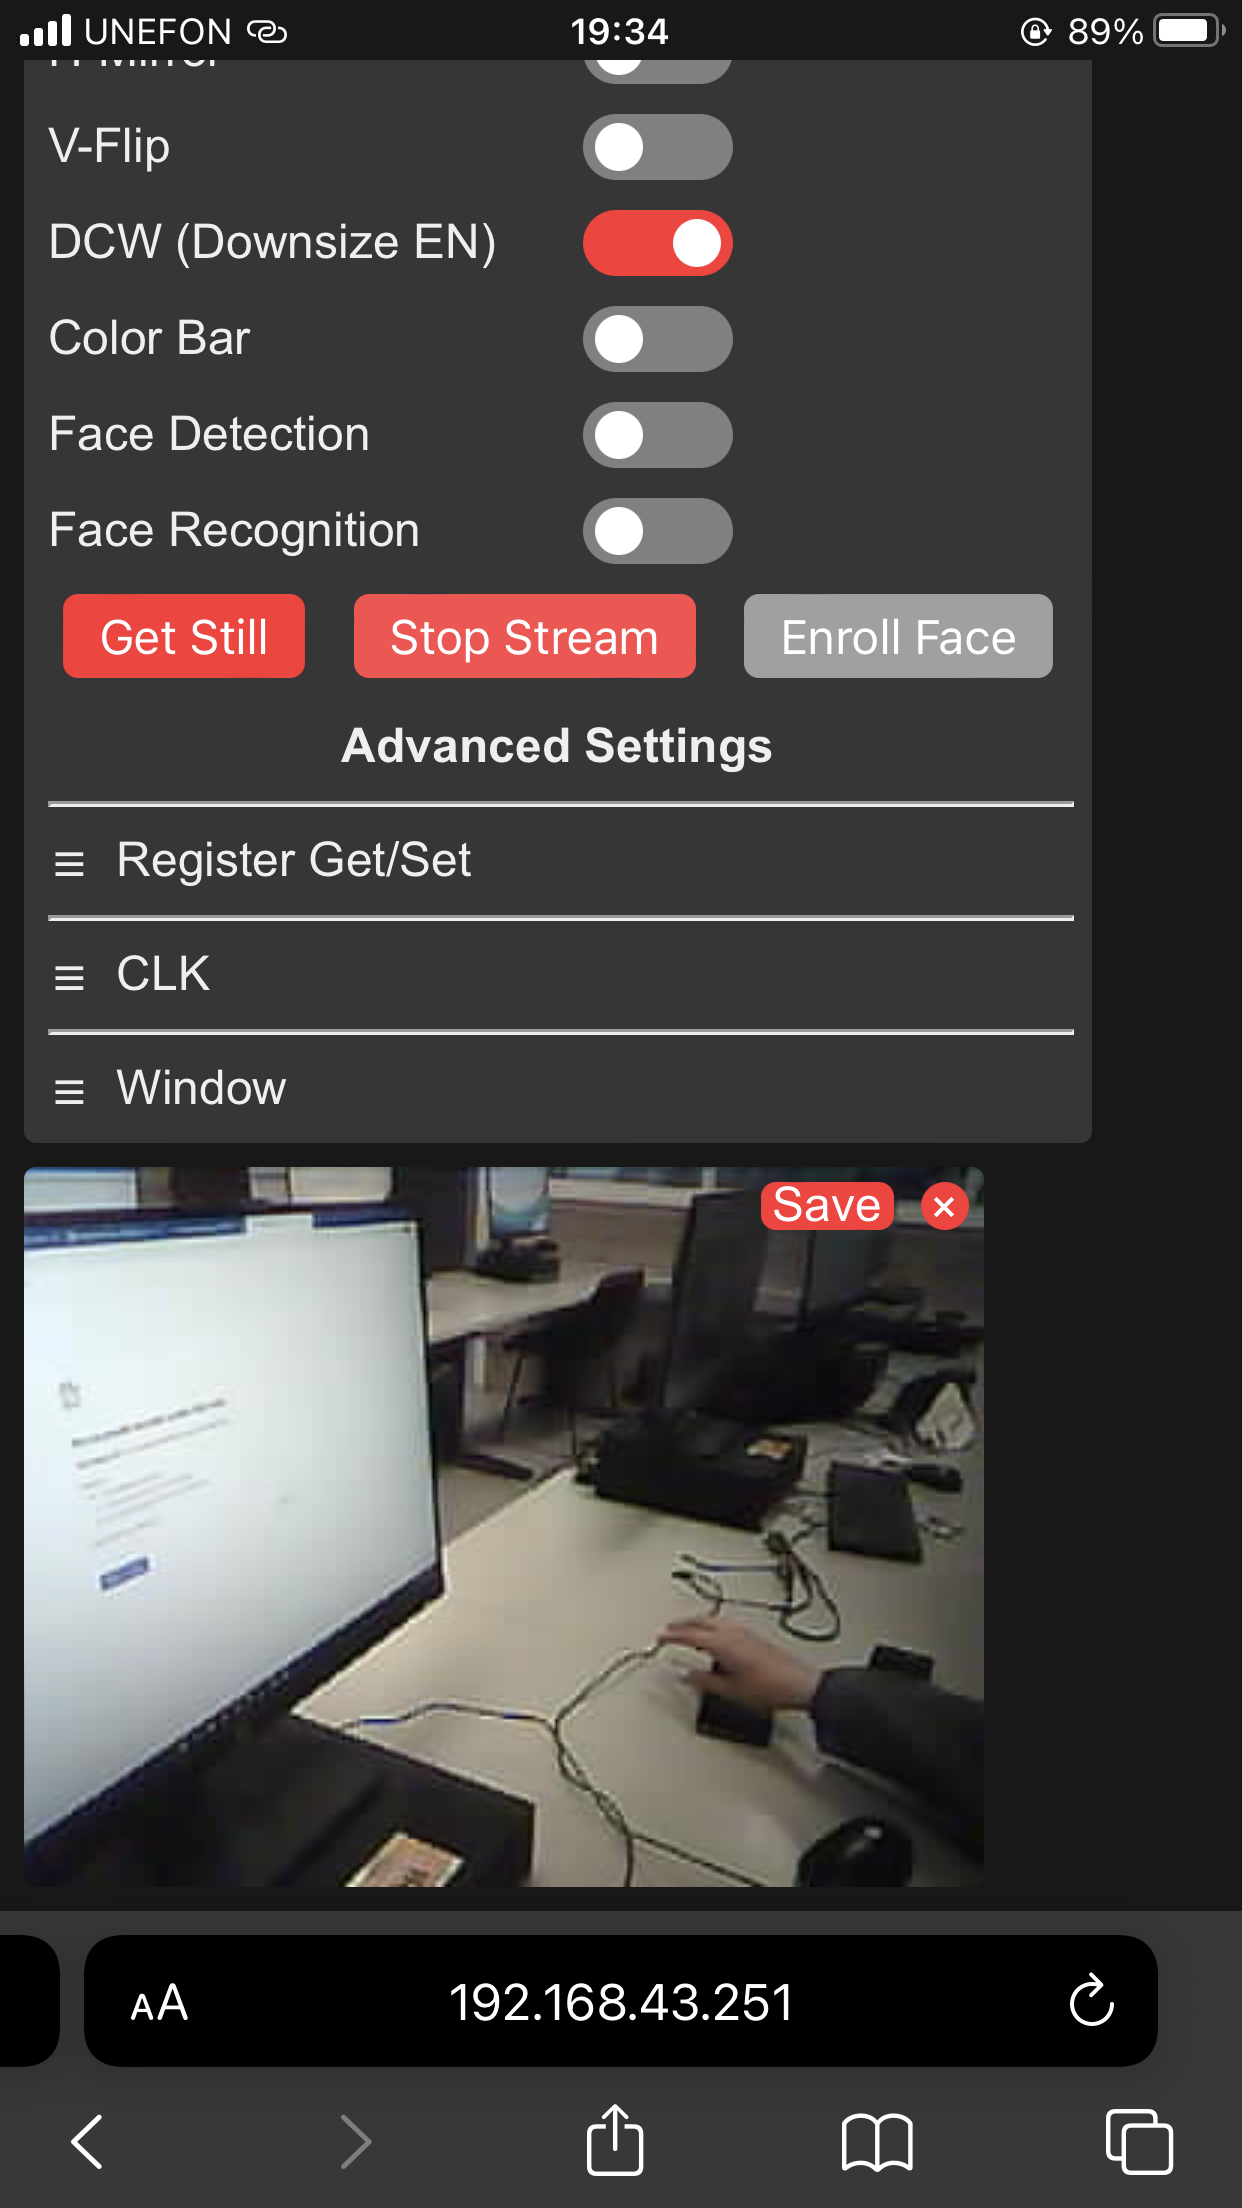 UNEFON 19:34 89%
H-Mirror
V-Flip
DCW (Downsize EN)
Color Bar
Face Detection
Face Recognition
Get Still Stop Stream Enroll Face
Advanced Settings
Register Get/Set
CLK
Window
Save ×
AA 192.168.43.251